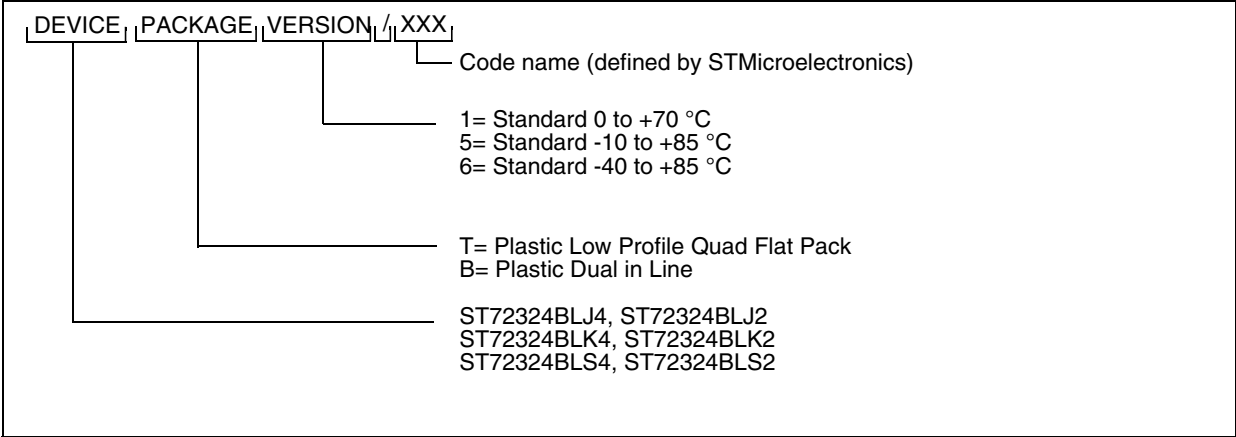 DEVICE PACKAGE VERSION / XXX
Code name (defined by STMicroelectronics)
1= Standard 0 to +70 °C
5= Standard -10 to +85 °C
6= Standard -40 to +85 °C
T= Plastic Low Profile Quad Flat Pack
B= Plastic Dual in Line
ST72324BLJ4, ST72324BLJ2
ST72324BLK4, ST72324BLK2
ST72324BLS4, ST72324BLS2